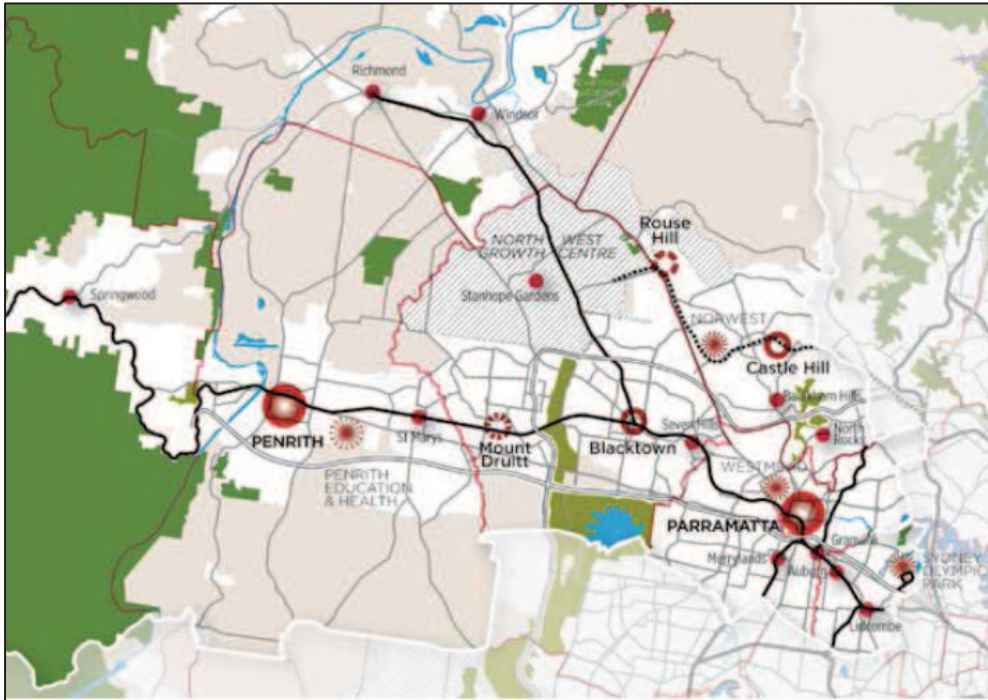 Richmond
Windsor
Rouse
Hill
NORTH WEST
GROWTH CENTRE
Stanhope Gardens
Springwood
NORWEST
Castle Hill
Baulkham Hills
North
Rocks
Seven Hills
Blacktown
St Marys
Mount
Druitt
PENRITH
PENRITH
EDUCATION
& HEALTH
WESTMEAD
PARRAMATTA
Granville
Merrylands
Auburn
SYDNEY
OLYMPIC
PARK
Lidcombe